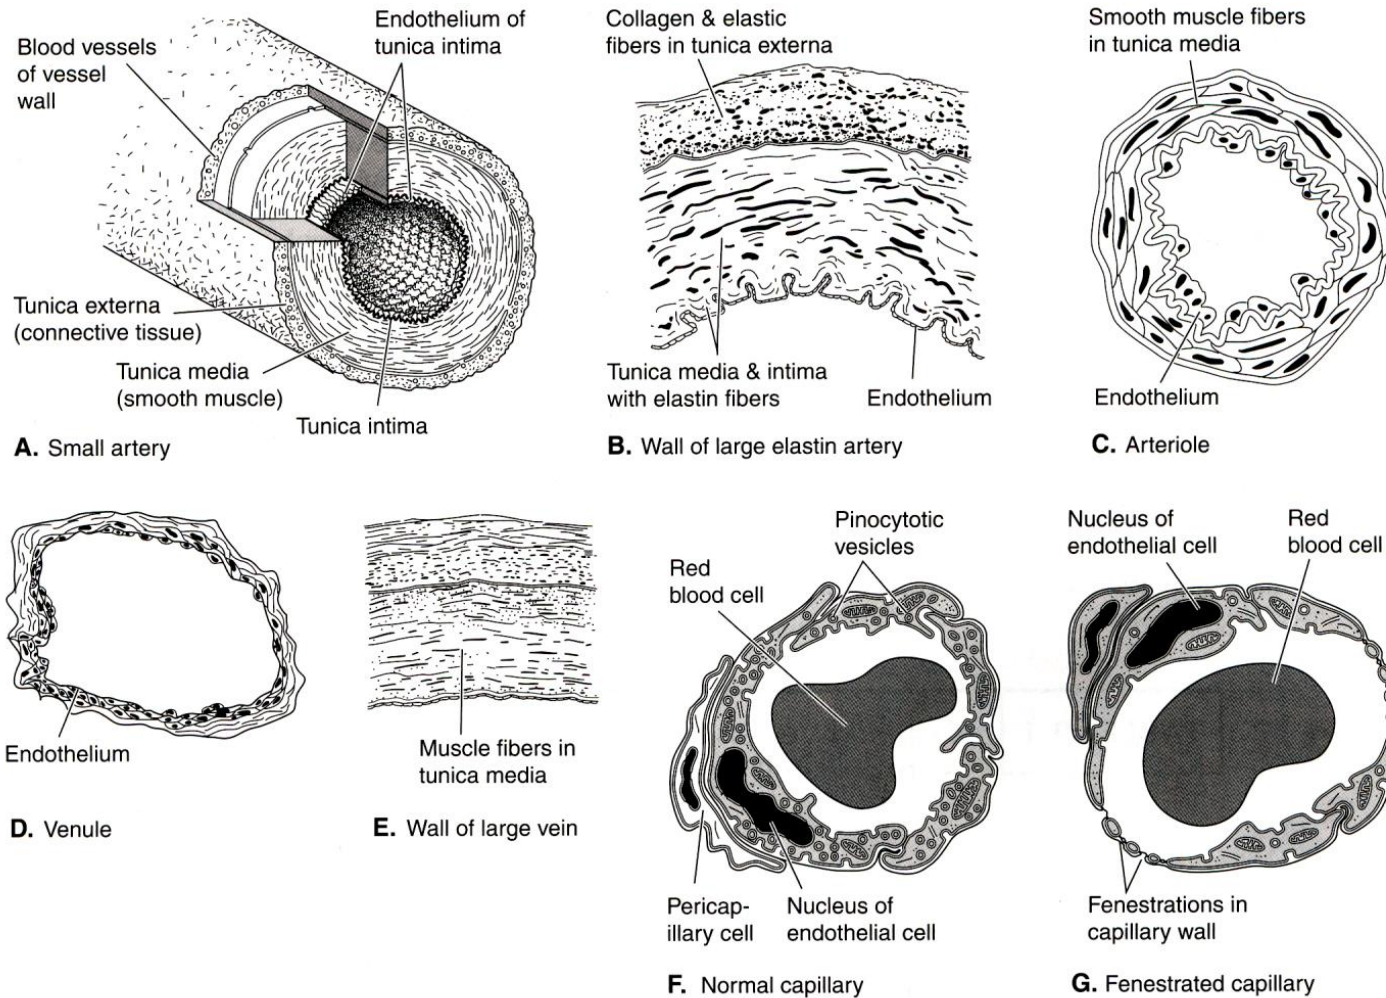 Blood vessels
of vessel
wall
Endothelium of
tunica intima
Tunica externa
(connective tissue)
Tunica media
(smooth muscle)
Tunica intima
A. Small artery
Collagen & elastic
fibers in tunica externa
Tunica media & intima
with elastin fibers
Endothelium
B. Wall of large elastin artery
Smooth muscle fibers
in tunica media
Endothelium
C. Arteriole
Endothelium
D. Venule
Muscle fibers in
tunica media
E. Wall of large vein
Pinocytotic
vesicles
Red
blood cell
Pericap-
illary cell
Nucleus of
endothelial cell
F. Normal capillary
Nucleus of
endothelial cell
Red
blood cell
Fenestrations in
capillary wall
G. Fenestrated capillary